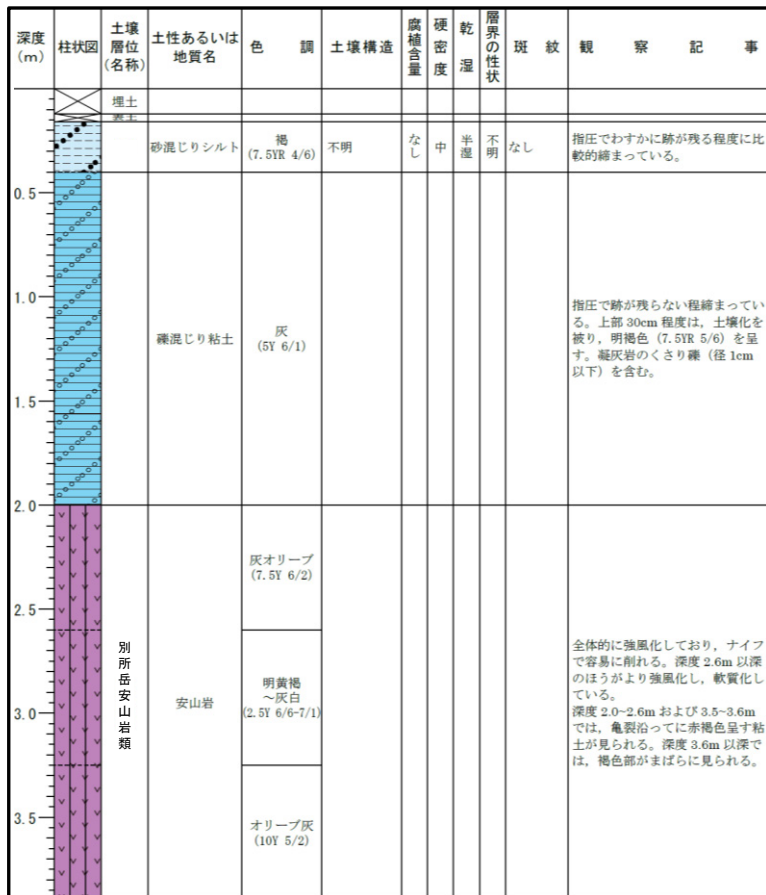 深度(m)
柱状図
土壌層位(名称)
土性あるいは地質名
色 調
土壌構造
腐植含量
硬密度
乾湿
層界の性状
斑 紋
観 察 記 事
埋土
表土
砂混じりシルト
褐
(7.5YR 4/6)
不明
なし
中
半湿
不明
なし
指圧でわずかに跡が残る程度に比
較的締まっている。
0.5
1.0
1.5
2.0
2.5
3.0
3.5
礫混じり粘土
灰
(5Y 6/1)
指圧で跡が残らない程締まってい
る。上部 30cm 程度は，土壌化を
被り，明褐色 (7.5YR 5/6) を呈
す。凝灰岩のくさり礫（径 1cm
以下）を含む。
別所岳安山岩類
安山岩
灰オリーブ
(7.5Y 6/2)
明黄褐
～灰白
(2.5Y 6/6-7/1)
オリーブ灰
(10Y 5/2)
全体的に強風化しており，ナイフ
で容易に削れる。深度 2.6m 以深
のほうがより強風化し，軟質化し
ている。
深度 2.0~2.6m および 3.5~3.6m
では，亀裂沿ってに赤褐色呈す粘
土が見られる。深度 3.6m 以深で
は，褐色部がまばらに見られる。